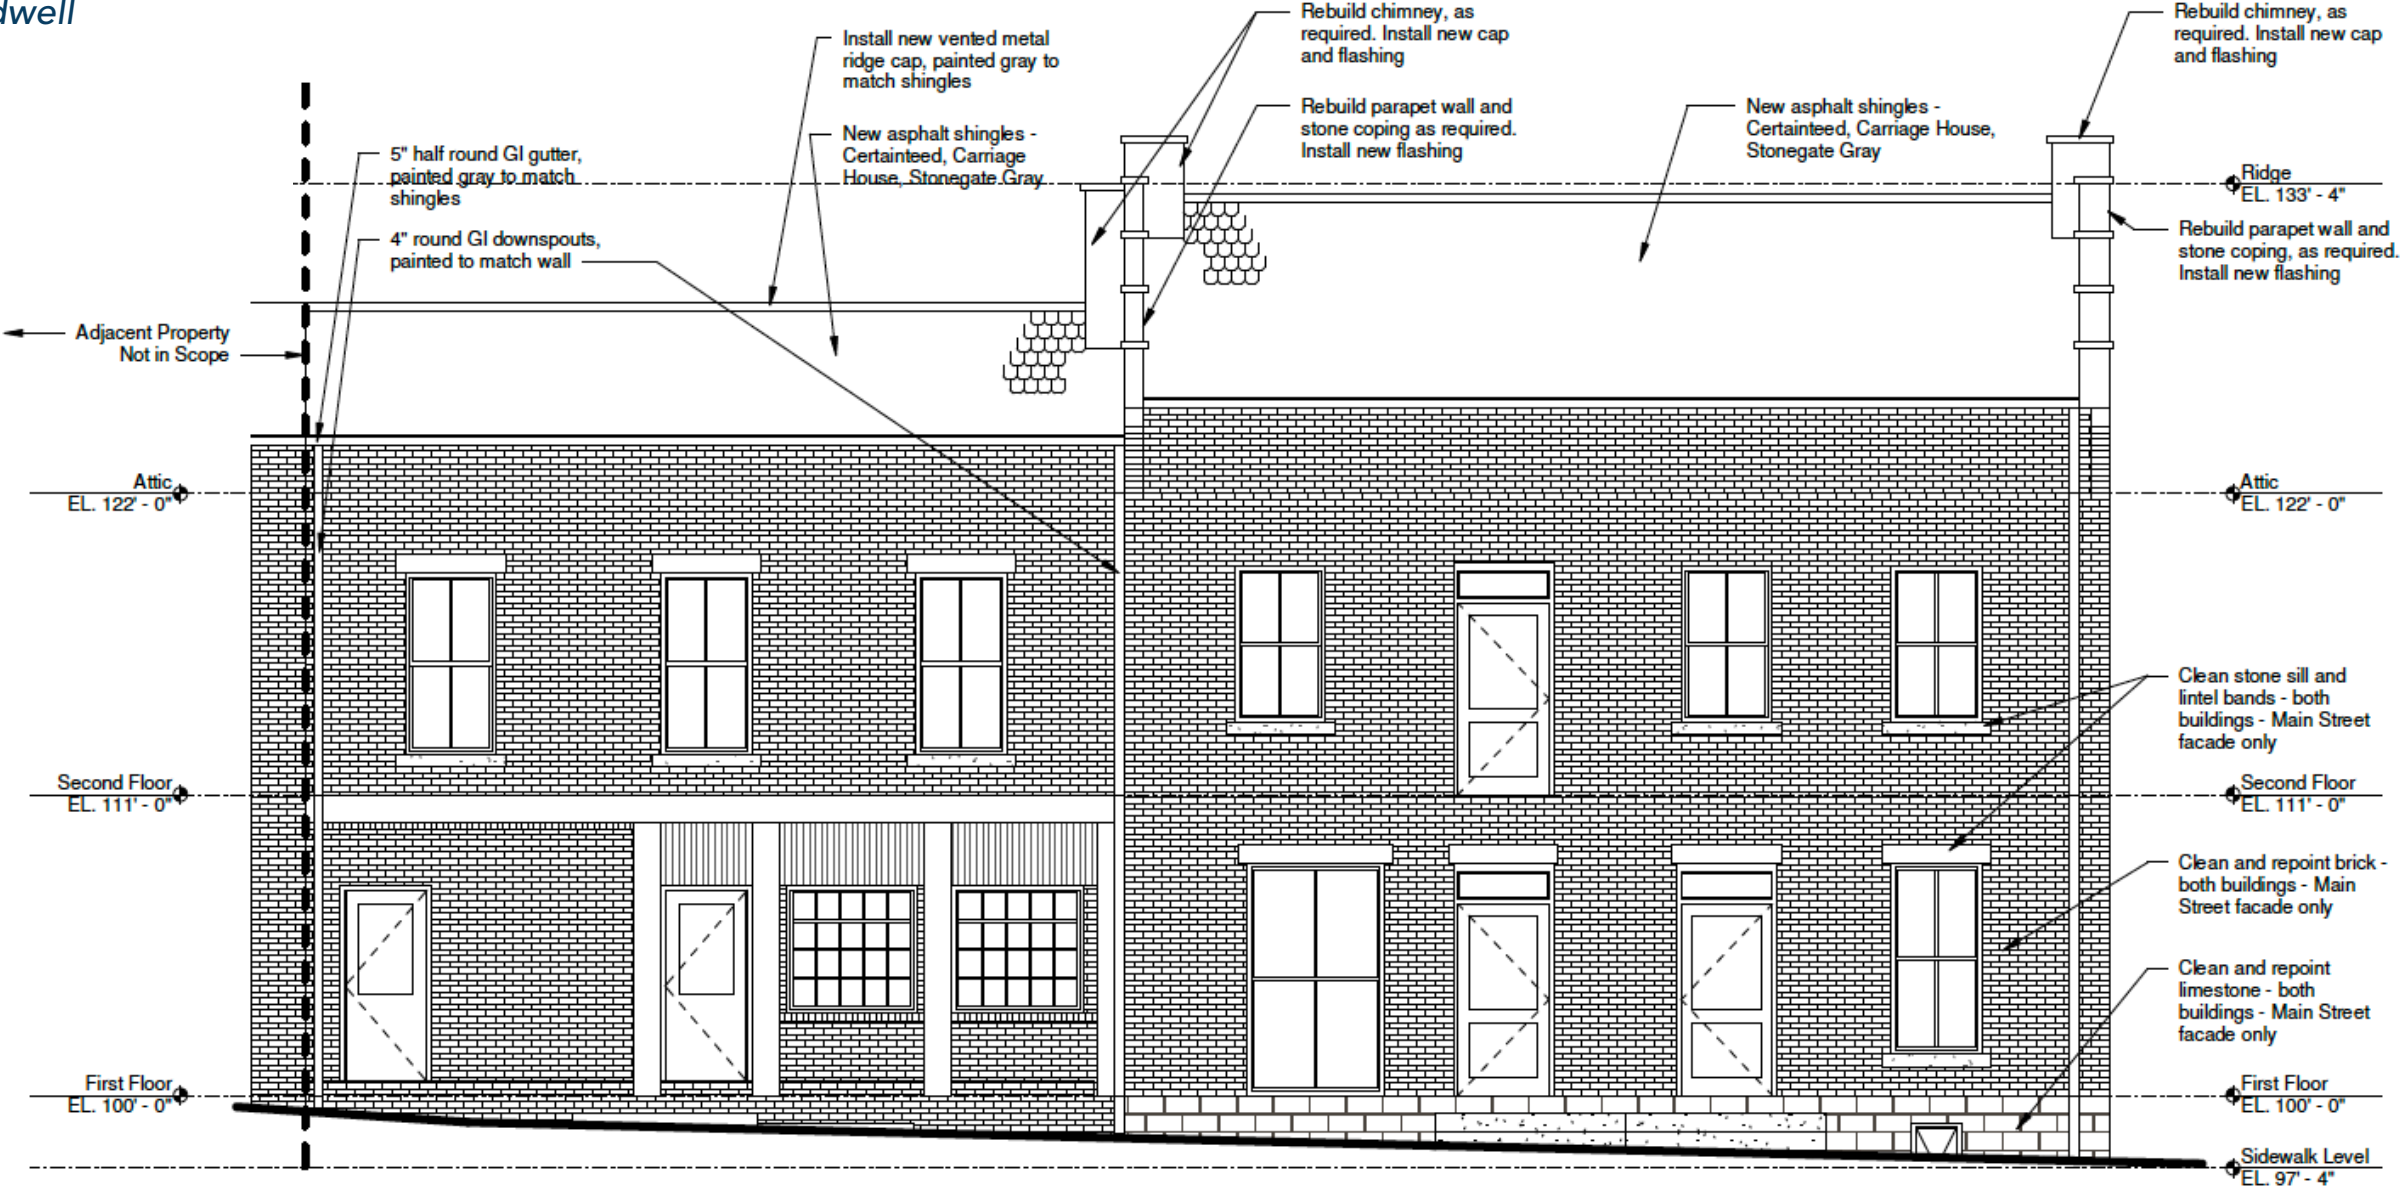 Install new vented metal
ridge cap, painted gray to
match shingles
Rebuild chimney, as
required. Install new cap
and flashing
Rebuild chimney, as
required. Install new cap
and flashing
New asphalt shingles -
Certainteed, Carriage
House, Stonegate Gray
Rebuild parapet wall and
stone coping as required.
Install new flashing
New asphalt shingles -
Certainteed, Carriage House,
Stonegate Gray
5" half round GI gutter,
painted gray to match
shingles
4" round GI downspouts,
painted to match wall
Ridge
EL. 133' - 4"
Rebuild parapet wall and
stone coping, as required.
Install new flashing
Adjacent Property
Not in Scope
Attic
EL. 122' - 0"
Attic
EL. 122' - 0"
Clean stone sill and
lintel bands - both
buildings - Main Street
facade only
Second Floor
EL. 111' - 0"
Second Floor
EL. 111' - 0"
Clean and repoint brick -
both buildings - Main
Street facade only
Clean and repoint
limestone - both
buildings - Main Street
facade only
First Floor
EL. 100' - 0"
First Floor
EL. 100' - 0"
Sidewalk Level
EL. 97' - 4"